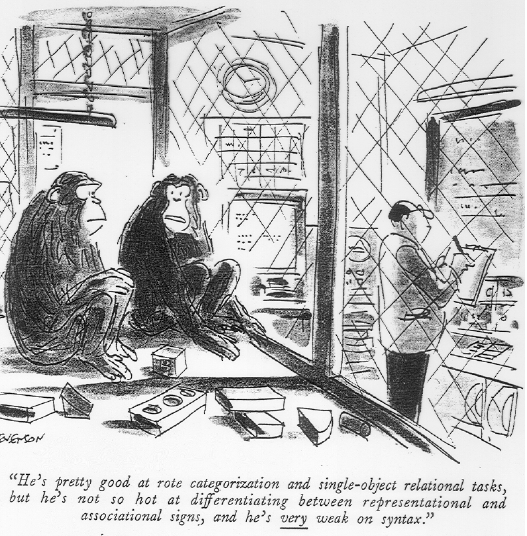 “He's pretty good at rote categorization and single-object relational tasks,
but he's not so hot at differentiating between representational and
associational signs, and he's very weak on syntax.”